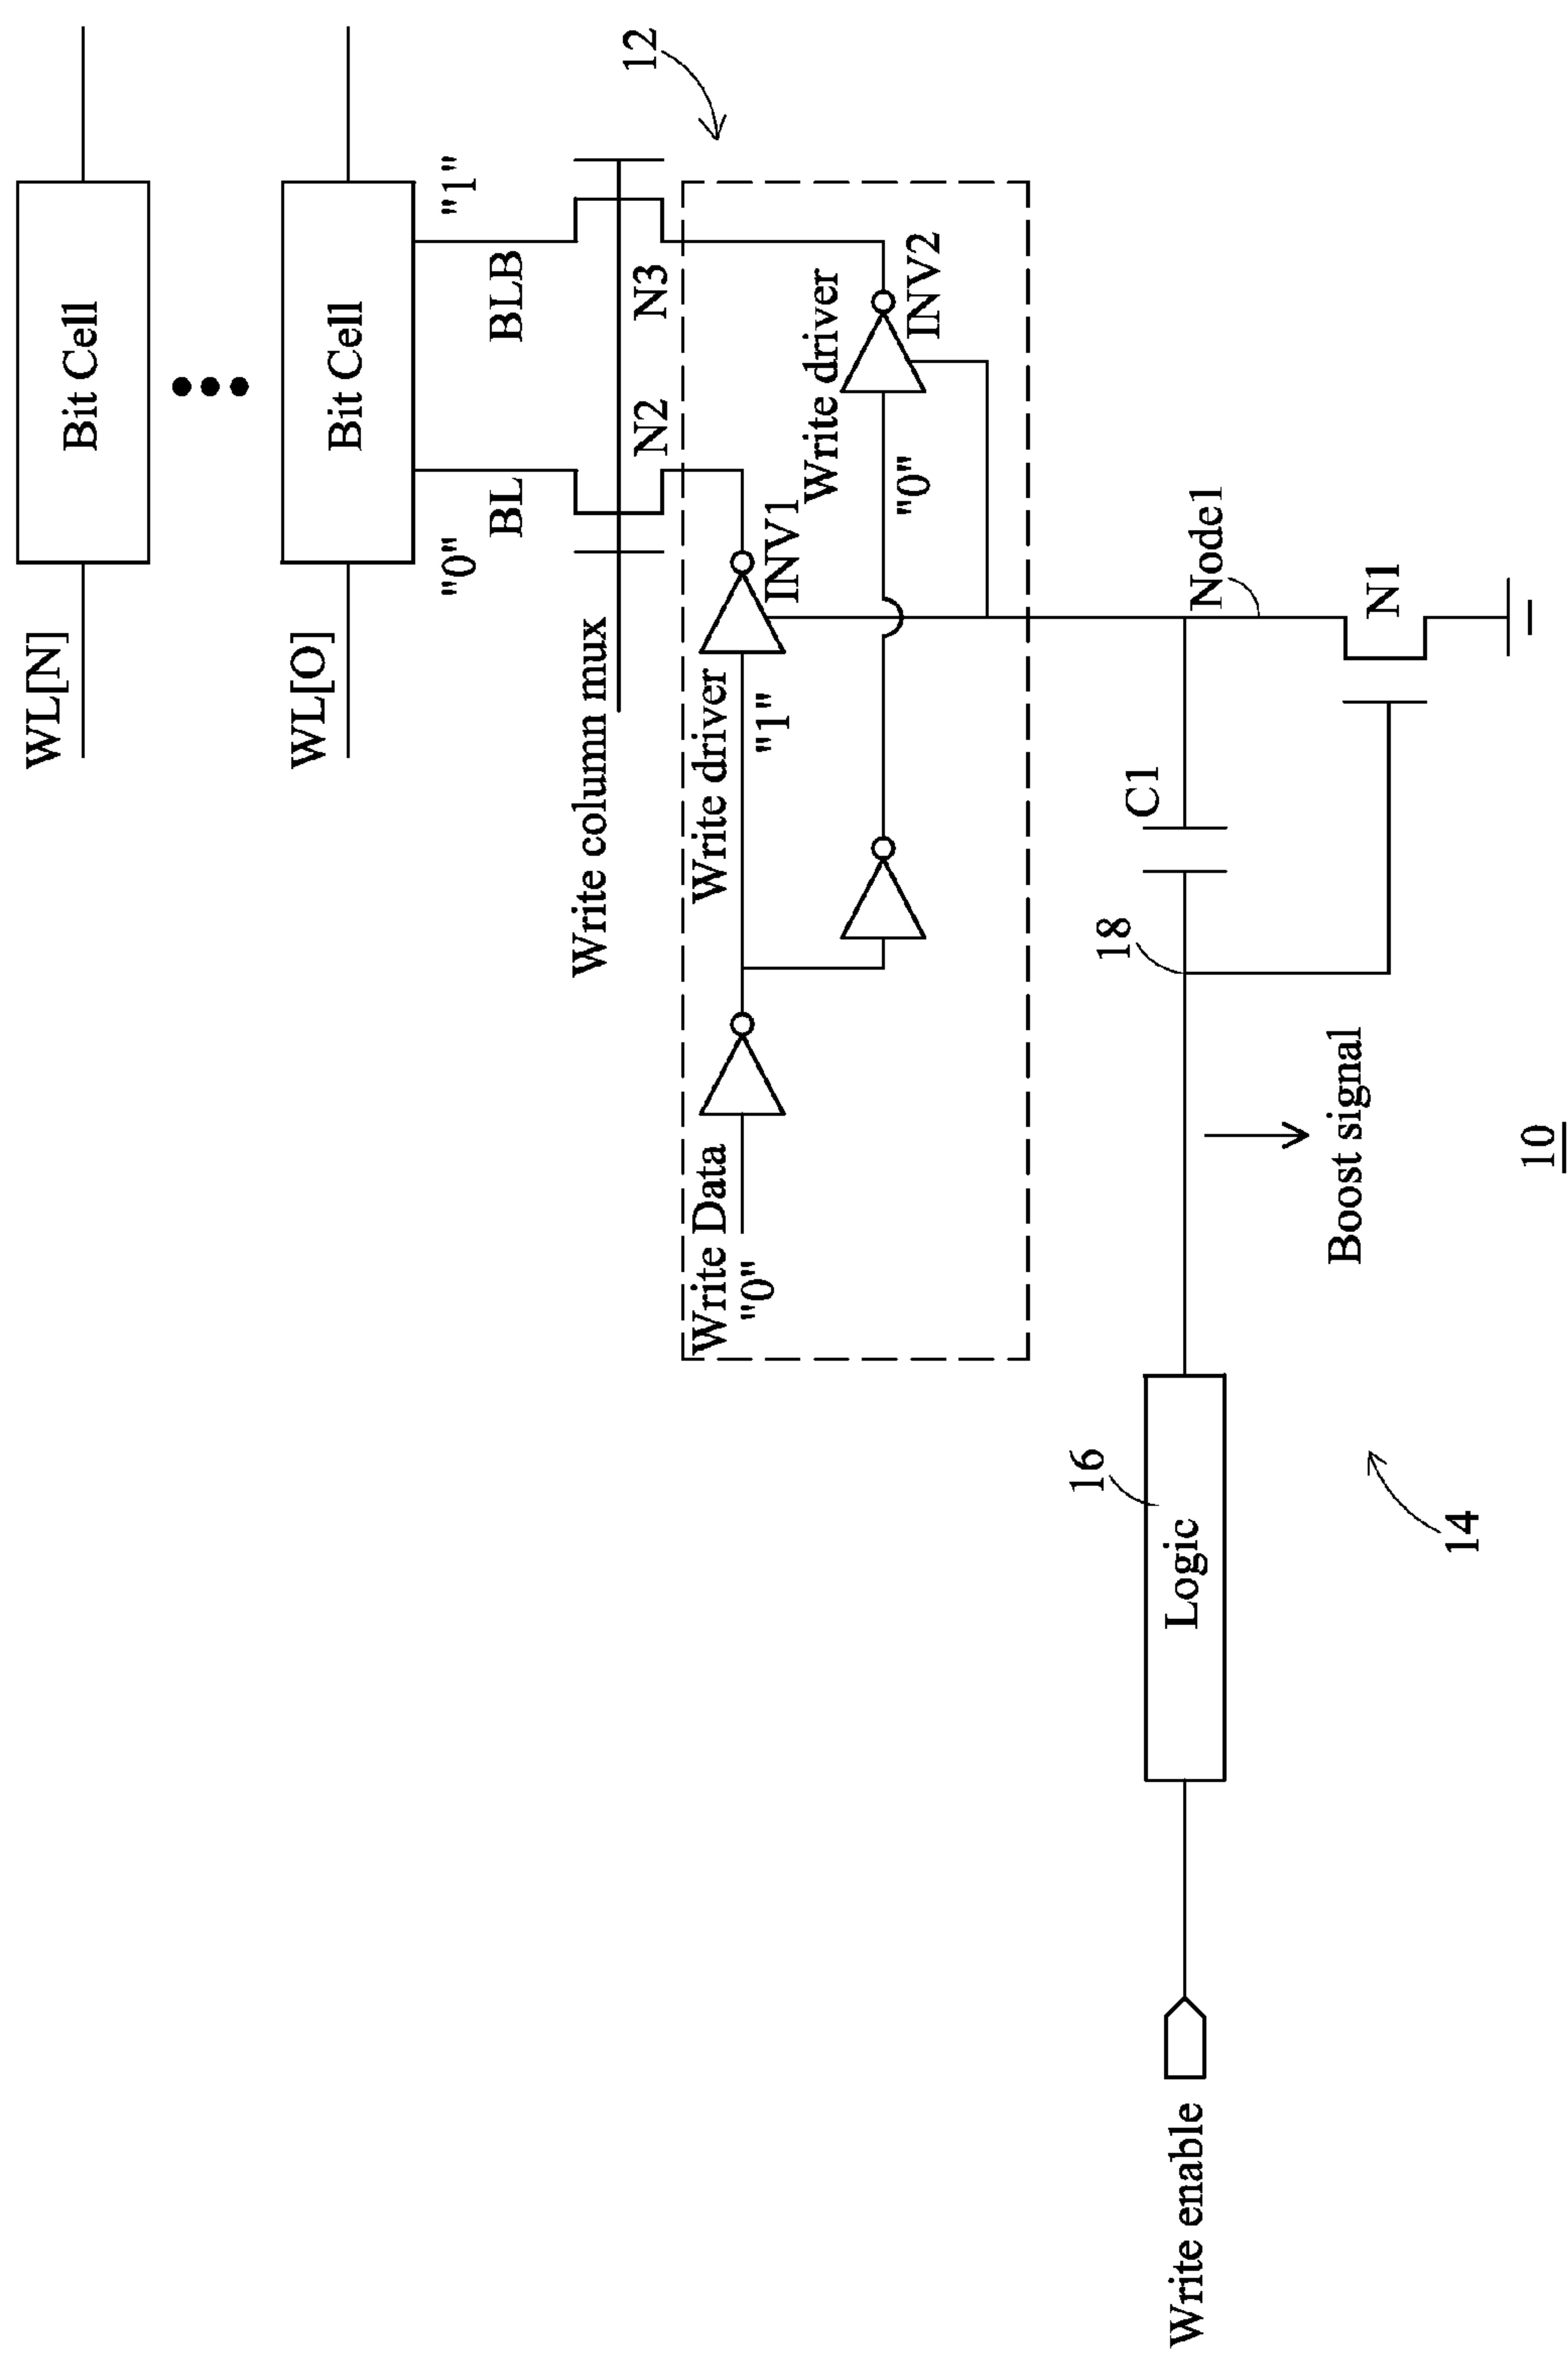 WL[N]
Bit Cell
WL[O]
Bit Cell
"0"
"1"
BL
BLB
Write column mux
N2
N3
12
Write Data
"0"
Write driver
"1"
INV1
Write driver
"0"
INV2
Write enable
Logic
16
18
C1
Node1
Boost signal
N1
14
10